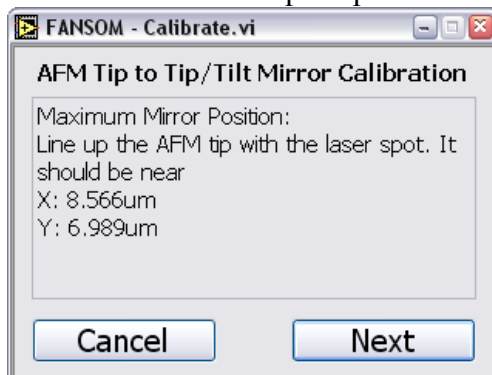 FANSOM - Calibrate.vi
AFM Tip to Tip/Tilt Mirror Calibration
Maximum Mirror Position:
Line up the AFM tip with the laser spot. It
should be near
X: 8.566um
Y: 6.989um
Cancel Next